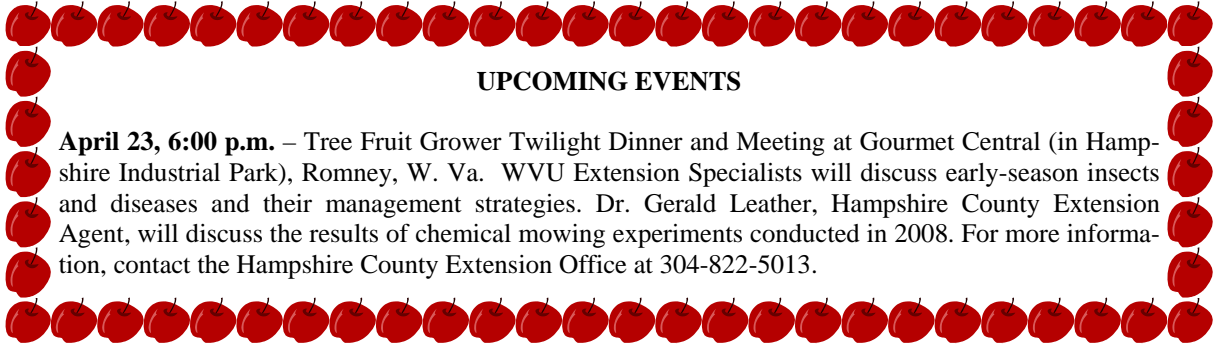 UPCOMING EVENTS
April 23, 6:00 p.m. – Tree Fruit Grower Twilight Dinner and Meeting at Gourmet Central (in Hamp-
shire Industrial Park), Romney, W. Va. WVU Extension Specialists will discuss early-season insects
and diseases and their management strategies. Dr. Gerald Leather, Hampshire County Extension
Agent, will discuss the results of chemical mowing experiments conducted in 2008. For more informa-
tion, contact the Hampshire County Extension Office at 304-822-5013.